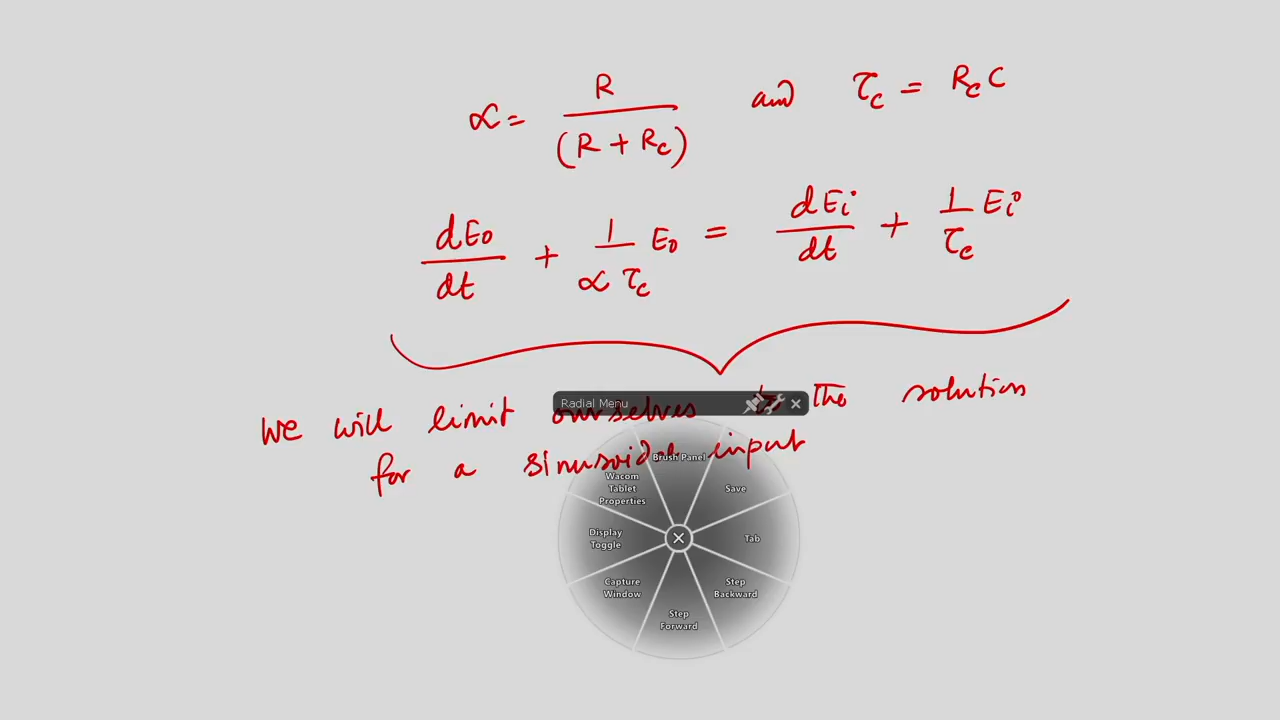 α = R / (R + Rc) and τc = Rc C
dEo/dt + 1/(α τc) Eo = dEi/dt + 1/τc Ei
We will limit ourselves to the solution
for a sinusoidal input
Radial Menu
Brush Panel
Save
Tab
Step Backward
Step Forward
Capture Window
Display Toggle
Wacom Tablet Properties